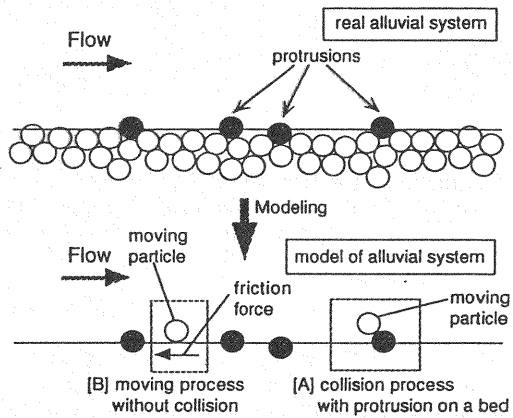 real alluvial system
Flow
protrusions
Modeling
Flow
moving
particle
model of alluvial system
friction
force
moving
particle
[B] moving process
without collision
[A] collision process
with protrusion on a bed